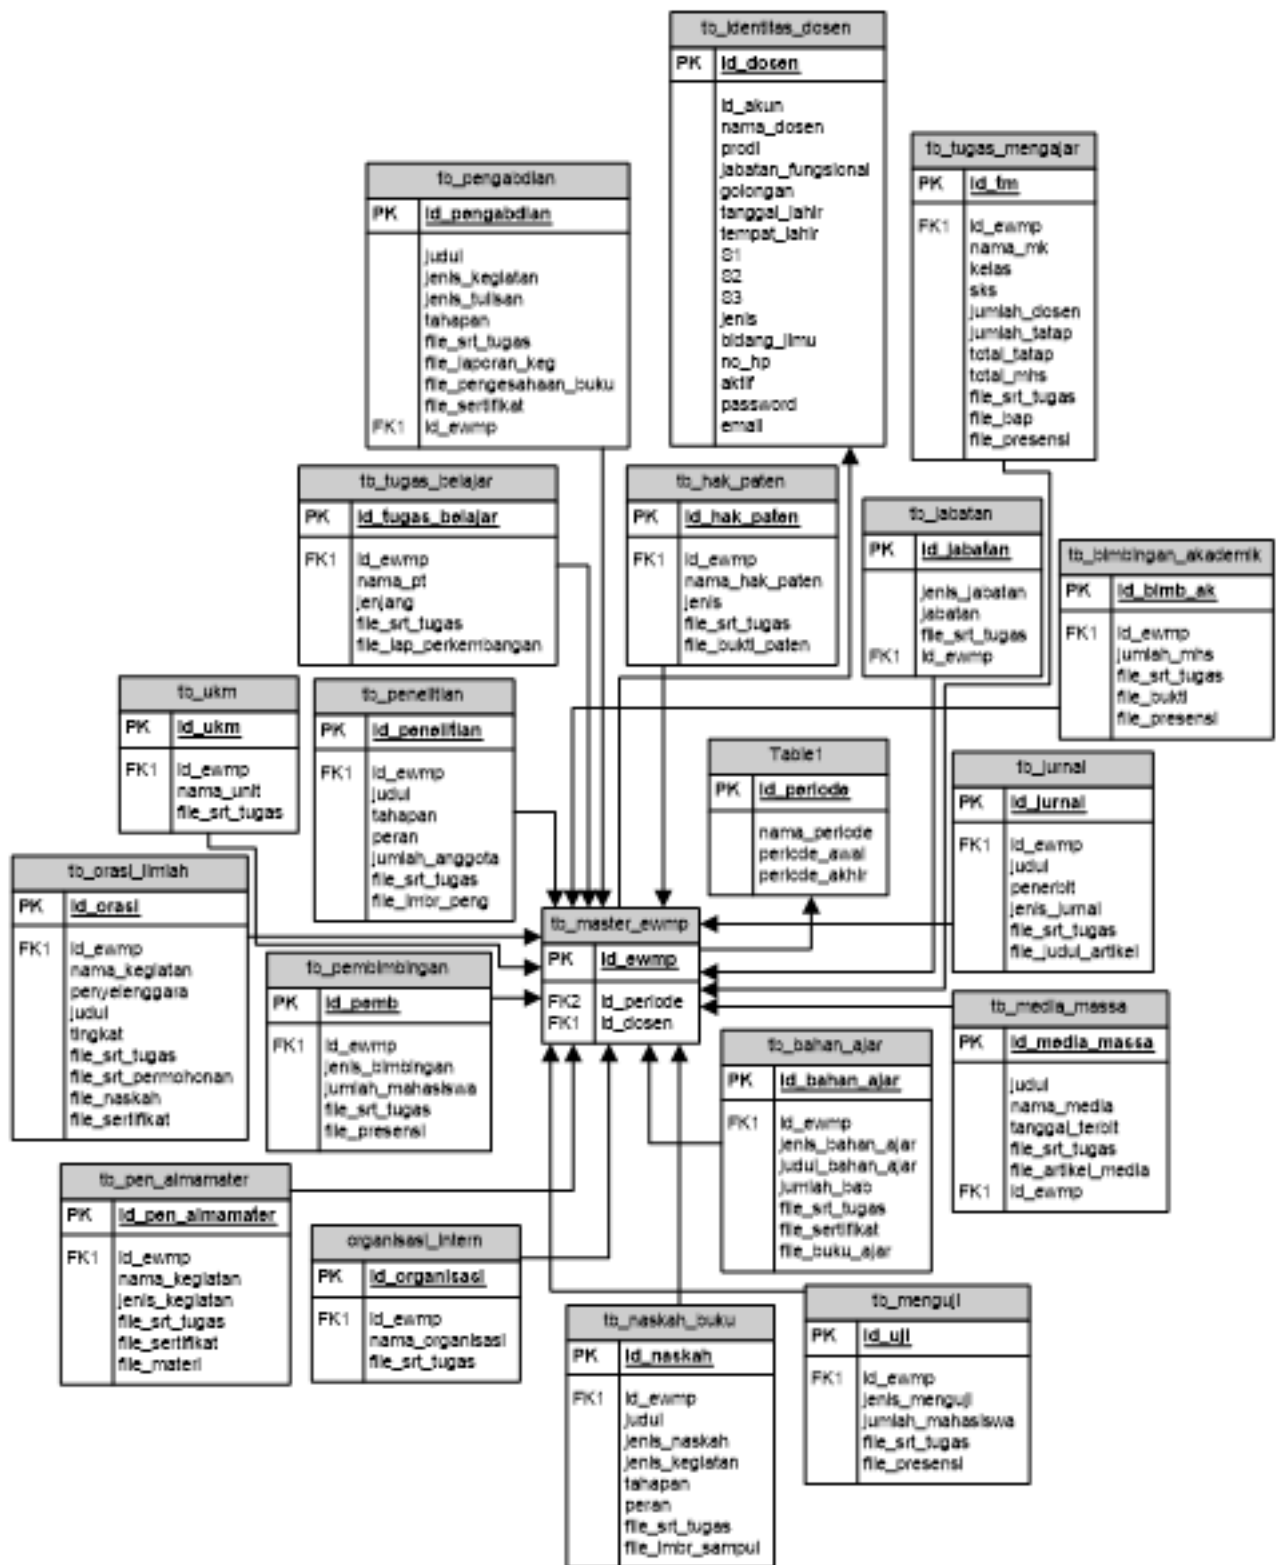 tb_identitas_dosen
PK id_dosen
id_akun
nama_dosen
prodi
jabatan_fungsional
golongan
tanggal_lahir
tempat_lahir
S1
S2
S3
jenis
bidang_ilmu
no_hp
aktif
password
email
tb_tugas_mengajar
PK id_tm
FK1 id_ewmp
nama_mk
kelas
sks
jumlah_dosen
jumlah_tatap
total_tatap
total_mhs
file_srt_tugas
file_bap
file_presensi
tb_pengabdian
PK id_pengabdian
judul
jenis_kegiatan
jenis_tulisan
tahapan
file_srt_tugas
file_laporan_keg
file_pengesahaan_buku
file_sertifikat
FK1 id_ewmp
tb_tugas_belajar
PK id_tugas_belajar
FK1 id_ewmp
nama_pt
jenjang
file_srt_tugas
file_lap_perkembangan
tb_hak_paten
PK id_hak_paten
FK1 id_ewmp
nama_hak_paten
jenis
file_srt_tugas
file_bukti_paten
tb_jabatan
PK id_jabatan
jenis_jabatan
jabatan
file_srt_tugas
FK1 id_ewmp
tb_bimbingan_akademik
PK id_bimb_ak
FK1 id_ewmp
jumlah_mhs
file_srt_tugas
file_bukti
file_presensi
tb_ukm
PK id_ukm
FK1 id_ewmp
nama_unit
file_srt_tugas
tb_penelitian
PK id_penelitian
FK1 id_ewmp
judul
tahapan
peran
jumlah_anggota
file_srt_tugas
file_lmbr_peng
Table1
PK id_periode
nama_periode
periode_awal
periode_akhir
tb_jurnal
PK id_jurnal
FK1 id_ewmp
judul
penerbit
jenis_jurnal
file_srt_tugas
file_judul_artikel
tb_orasi_ilmiah
PK id_orasi
FK1 id_ewmp
nama_kegiatan
penyelenggara
judul
tingkat
file_srt_tugas
file_srt_permohonan
file_naskah
file_sertifikat
tb_master_ewmp
PK id_ewmp
FK2 id_periode
FK1 id_dosen
tb_pembimbingan
PK id_pemb
FK1 id_ewmp
jenis_bimbingan
jumlah_mahasiswa
file_srt_tugas
file_presensi
tb_media_massa
PK id_media_massa
judul
nama_media
tanggal_terbit
file_srt_tugas
file_artikel_media
FK1 id_ewmp
tb_bahan_ajar
PK id_bahan_ajar
FK1 id_ewmp
jenis_bahan_ajar
judul_bahan_ajar
jumlah_bab
file_srt_tugas
file_sertifikat
file_buku_ajar
tb_pen_almamater
PK id_pen_almamater
FK1 id_ewmp
nama_kegiatan
jenis_kegiatan
file_srt_tugas
file_sertifikat
file_materi
organisasi_intern
PK id_organisasi
FK1 id_ewmp
nama_organisasi
file_srt_tugas
tb_naskah_buku
PK id_naskah
FK1 id_ewmp
judul
jenis_naskah
jenis_kegiatan
tahapan
peran
file_srt_tugas
file_lmbr_sampul
tb_menguji
PK id_uji
FK1 id_ewmp
jenis_menguji
jumlah_mahasiswa
file_srt_tugas
file_presensi